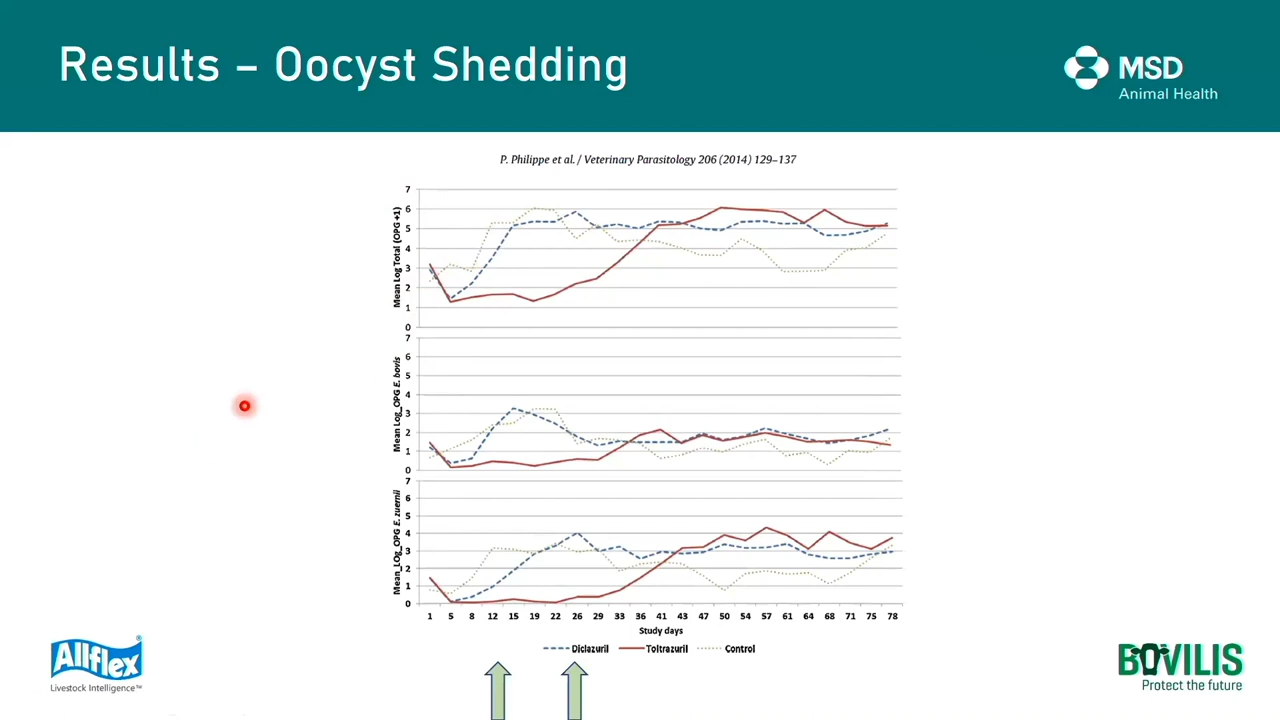 Results – Oocyst Shedding
MSD
Animal Health
P. Philippe et al. / Veterinary Parasitology 206 (2014) 129–137
Mean Log Total (OPG +1)
7
6
5
4
3
2
1
0
Mean Log_OPG E. bovis
7
6
5
4
3
2
1
0
Mean_LOg_OPG E. zuernii
7
6
5
4
3
2
1
0
1 5 8 12 15 19 22 26 29 33 36 41 43 47 50 54 57 61 64 68 71 75 78
Study days
Diclazuril Toltrazuril Control
Allflex®
Livestock Intelligence™
BOVILIS
Protect the future